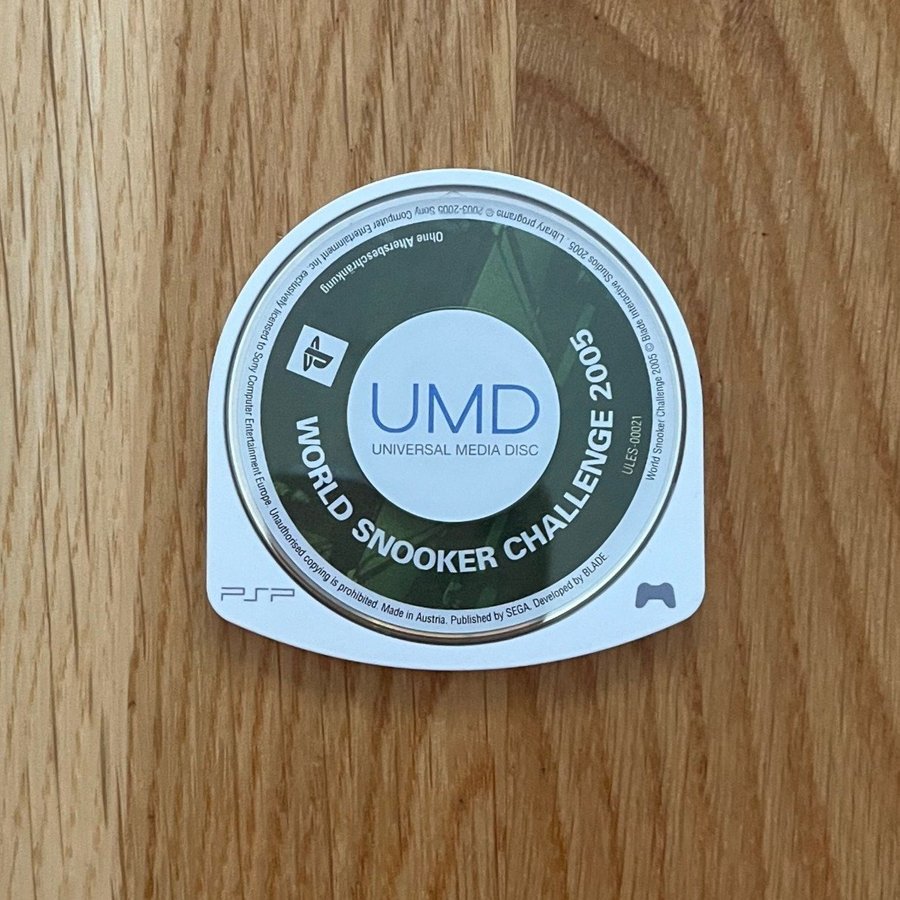 UMD
UNIVERSAL MEDIA DISC
WORLD SNOOKER CHALLENGE 2005
ULES-00021
Ohne Altersbeschränkung
World Snooker Challenge 2005 © Blade Interactive Studios 2005. Library programs © 2003-2005 Sony Computer Entertainment Inc. exclusively licensed to Sony Computer Entertainment Europe. Unauthorised copying is prohibited. Made in Austria. Published by SEGA. Developed by BLADE.
PSP